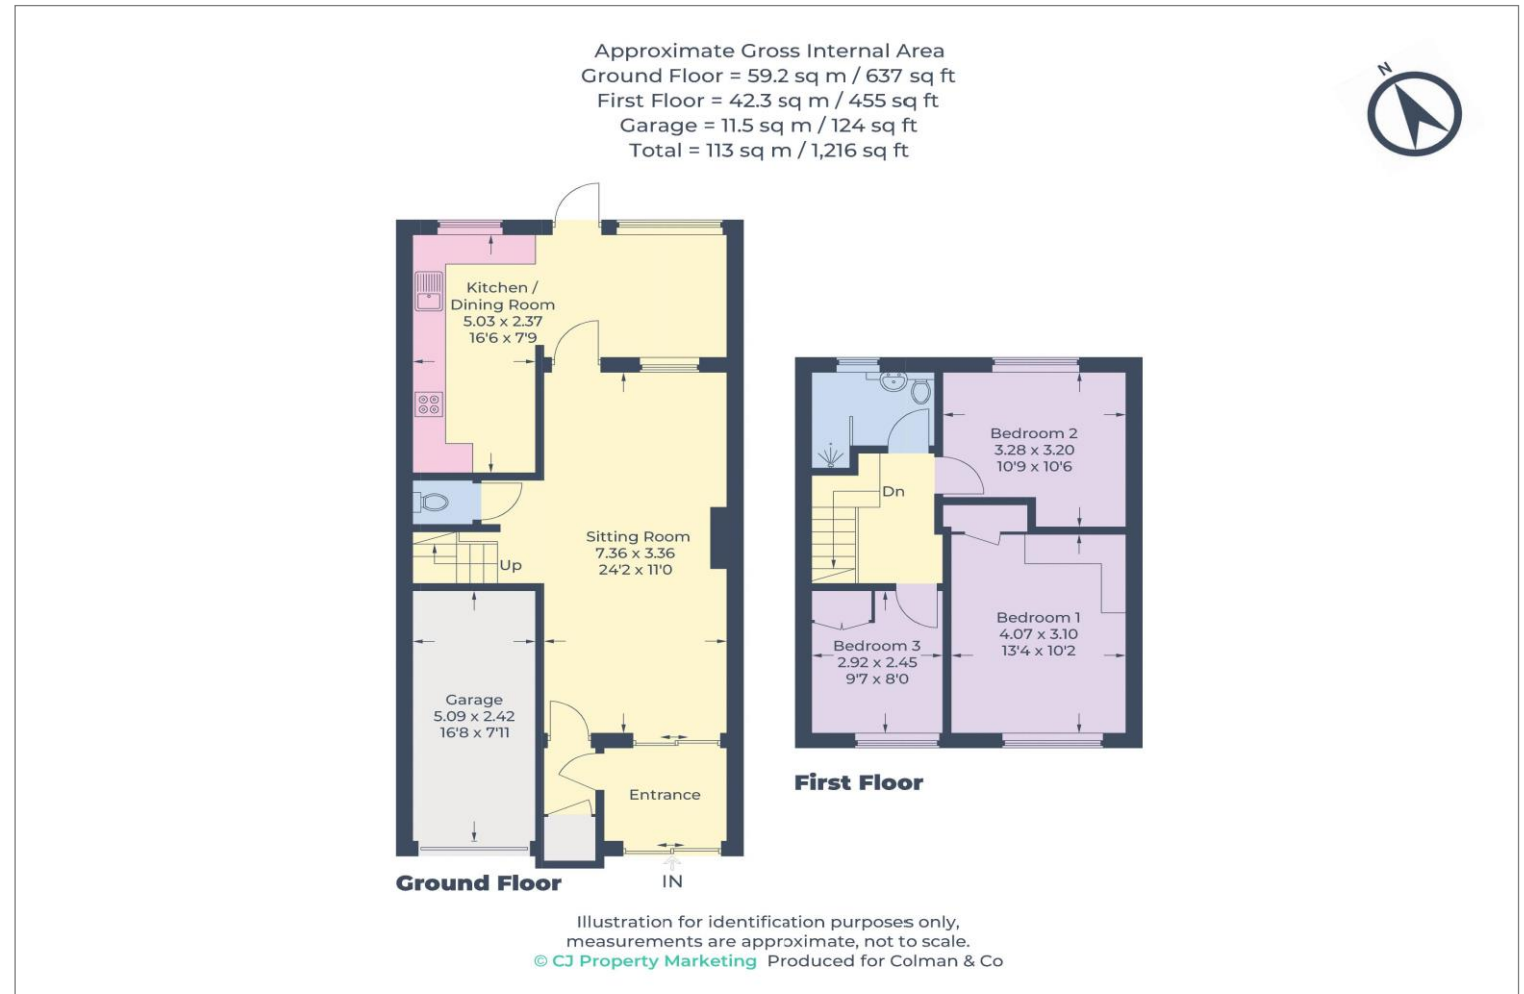 Approximate Gross Internal Area
Ground Floor = 59.2 sq m / 637 sq ft
First Floor = 42.3 sq m / 455 sq ft
Garage = 11.5 sq m / 124 sq ft
Total = 113 sq m / 1,216 sq ft
N
Kitchen /
Dining Room
5.03 x 2.37
16'6 x 7'9
Sitting Room
7.36 x 3.36
24'2 x 11'0
Up
Garage
5.09 x 2.42
16'8 x 7'11
Entrance
IN
Ground Floor
Bedroom 2
3.28 x 3.20
10'9 x 10'6
Dn
Bedroom 1
4.07 x 3.10
13'4 x 10'2
Bedroom 3
2.92 x 2.45
9'7 x 8'0
First Floor
Illustration for identification purposes only,
measurements are approximate, not to scale.
© CJ Property Marketing Produced for Colman & Co